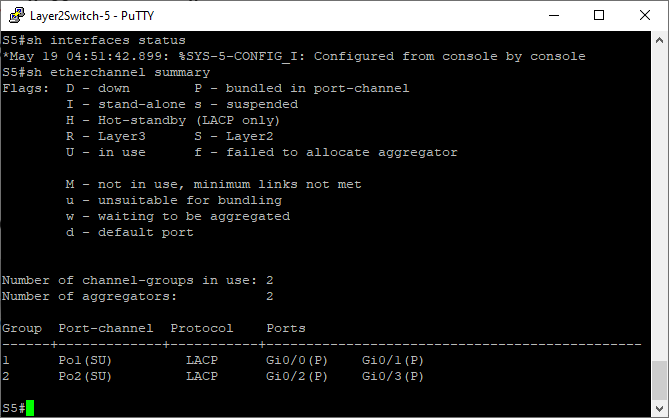 Layer2Switch-5 - PuTTY
S5#sh interfaces status
*May 19 04:51:42.899: %SYS-5-CONFIG_I: Configured from console by console
S5#sh etherchannel summary
Flags:  D - down        P - bundled in port-channel
        I - stand-alone s - suspended
        H - Hot-standby (LACP only)
        R - Layer3      S - Layer2
        U - in use      f - failed to allocate aggregator

        M - not in use, minimum links not met
        u - unsuitable for bundling
        w - waiting to be aggregated
        d - default port


Number of channel-groups in use: 2
Number of aggregators:           2

Group  Port-channel  Protocol    Ports
------+-------------+-----------+-----------------------------------------------
1      Po1(SU)         LACP      Gi0/0(P)    Gi0/1(P)
2      Po2(SU)         LACP      Gi0/2(P)    Gi0/3(P)

S5#